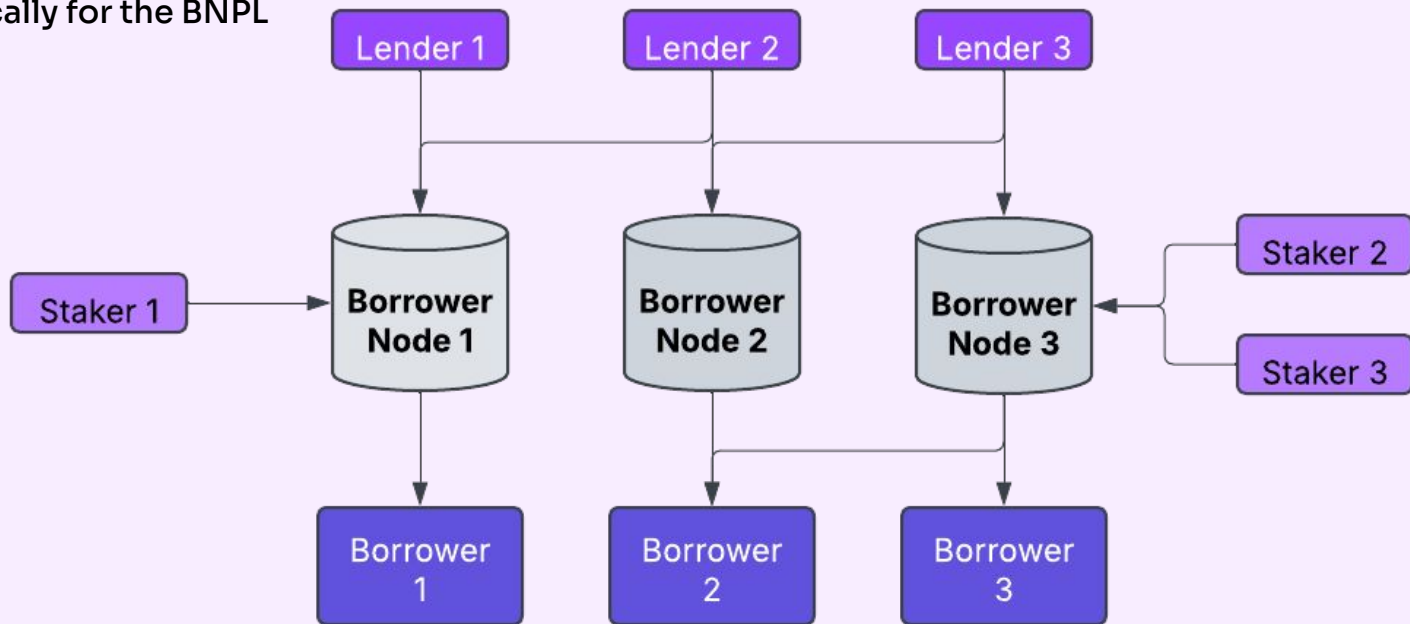 for the BNPL
Lender 1
Lender 2
Lender 3
Staker 1
Borrower
Node 1
Borrower
Node 2
Borrower
Node 3
Staker 2
Staker 3
Borrower
1
Borrower
2
Borrower
3